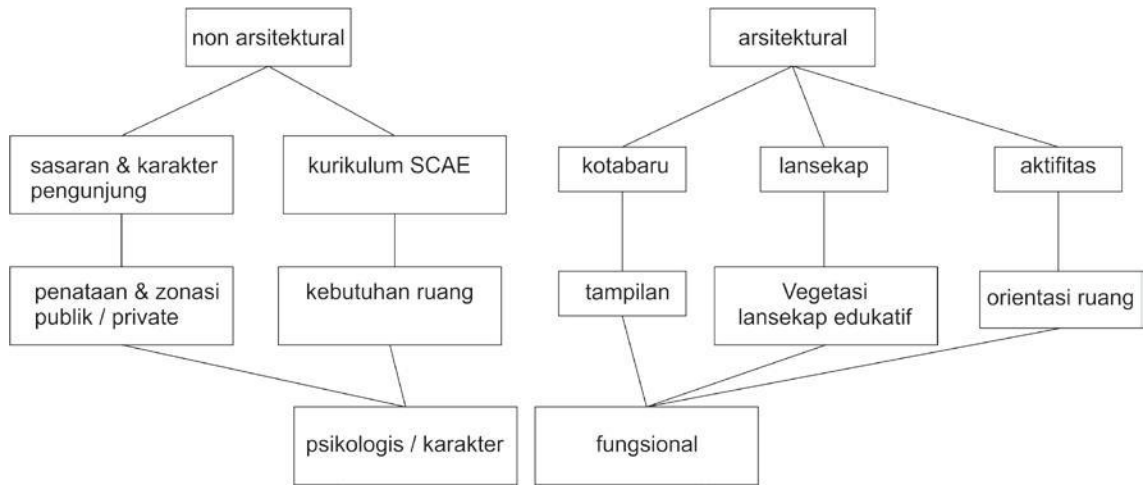 non arsitektural
arsitektural
sasaran & karakter
pengunjung
kurikulum SCAE
kotabaru
lansekap
aktifitas
penataan & zonasi
publik / private
kebutuhan ruang
tampilan
Vegetasi
lansekap edukatif
orientasi ruang
psikologis / karakter
fungsional